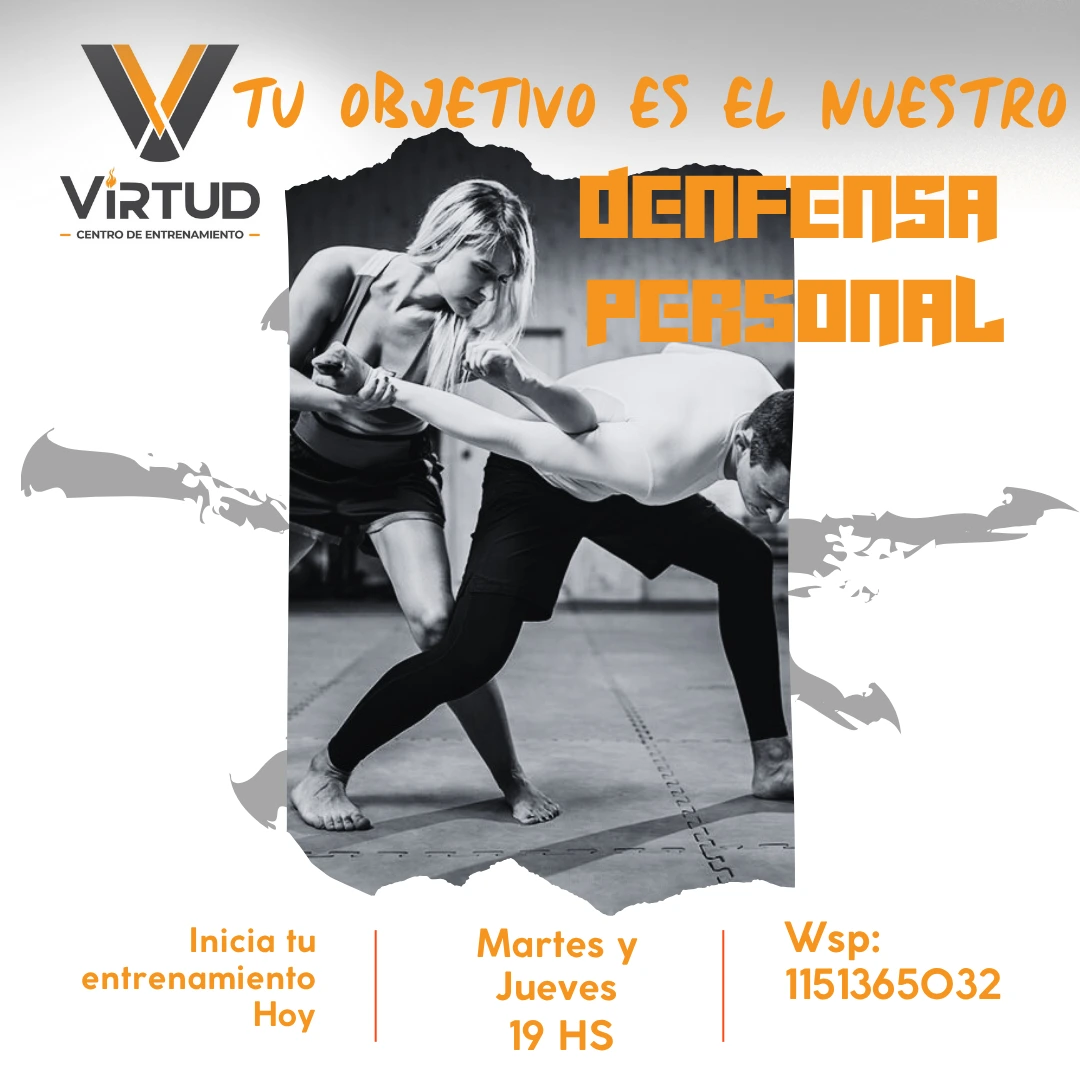 TU OBJETIVO ES EL NUESTRO
VIRTUD
CENTRO DE ENTRENAMIENTO
DENFENSA
PERSONAL
Inicia tu
entrenamiento
Hoy
Martes y
Jueves
19 HS
Wsp:
1151365032